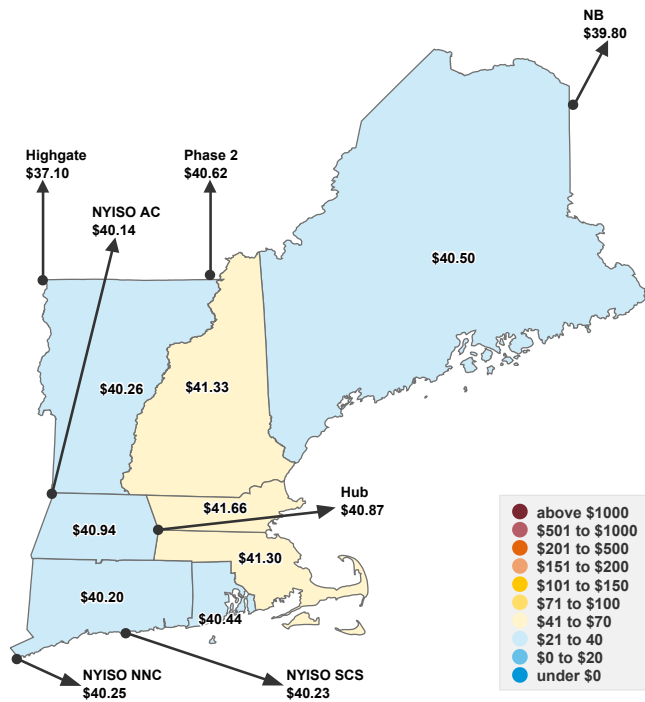 NB
$39.80
Highgate
$37.10
Phase 2
$40.62
NYISO AC
$40.14
$40.50
$40.26
$41.33
Hub
$40.87
$41.66
$40.94
$41.30
$40.20
$40.44
NYISO NNC
$40.25
NYISO SCS
$40.23
above $1000
$501 to $1000
$201 to $500
$151 to $200
$101 to $150
$71 to $100
$41 to $70
$21 to 40
$0 to $20
under $0